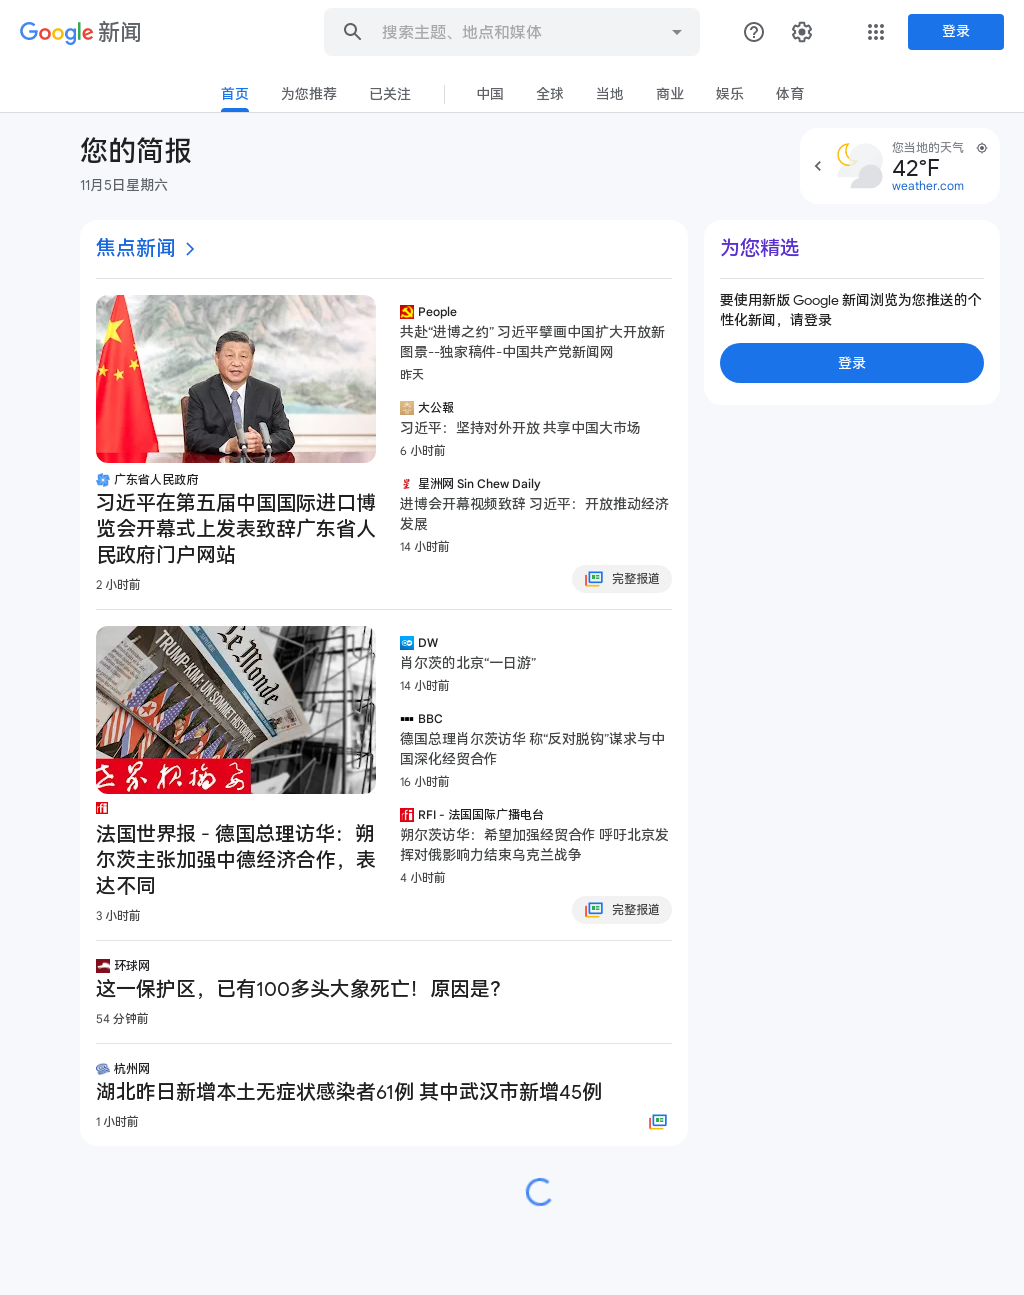 Google 新闻
搜索主题、地点和媒体
登录
首页
为您推荐
已关注
中国
全球
当地
商业
娱乐
体育
您的简报
11月5日星期六
您当地的天气
42°F
weather.com
焦点新闻
广东省人民政府
习近平在第五届中国国际进口博
览会开幕式上发表致辞广东省人
民政府门户网站
2 小时前
People
共赴“进博之约” 习近平擘画中国扩大开放新
图景--独家稿件-中国共产党新闻网
昨天
大公報
习近平：坚持对外开放 共享中国大市场
6 小时前
星洲网 Sin Chew Daily
进博会开幕视频致辞 习近平：开放推动经济
发展
14 小时前
完整报道
Le Monde
TRUMP-KIM: UN SOMMET HISTORIQUE
世界报摘要
法国世界报 - 德国总理访华：朔
尔茨主张加强中德经济合作，表
达不同
3 小时前
DW
肖尔茨的北京“一日游”
14 小时前
BBC
德国总理肖尔茨访华 称“反对脱钩”谋求与中
国深化经贸合作
16 小时前
RFI - 法国国际广播电台
朔尔茨访华：希望加强经贸合作 呼吁北京发
挥对俄影响力结束乌克兰战争
4 小时前
完整报道
环球网
这一保护区，已有100多头大象死亡！原因是？
54 分钟前
杭州网
湖北昨日新增本土无症状感染者61例 其中武汉市新增45例
1 小时前
为您精选
要使用新版 Google 新闻浏览为您推送的个
性化新闻，请登录
登录